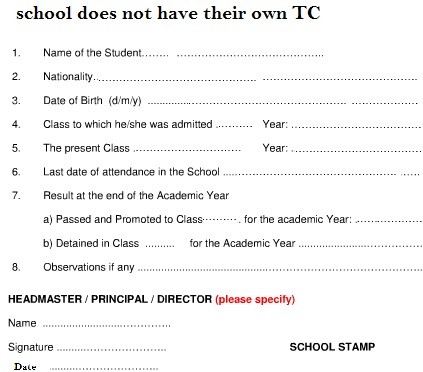 school does not have their own TC
1. Name of the Student........ ..........................................
2. Nationality............................................... ............................................
3. Date of Birth (d/m/y) ......................................................... ....................
4. Class to which he/she was admitted .......... Year: .....................................
5. The present Class ............................... Year: .....................................
6. Last date of attendance in the School ..................................................... ......
7. Result at the end of the Academic Year
a) Passed and Promoted to Class.......... for the academic Year: ...................
b) Detained in Class .......... for the Academic Year ...................................
8. Observations if any .................................................................................
HEADMASTER / PRINCIPAL / DIRECTOR (please specify)
Name .....................................
Signature ................................ SCHOOL STAMP
Date ................................